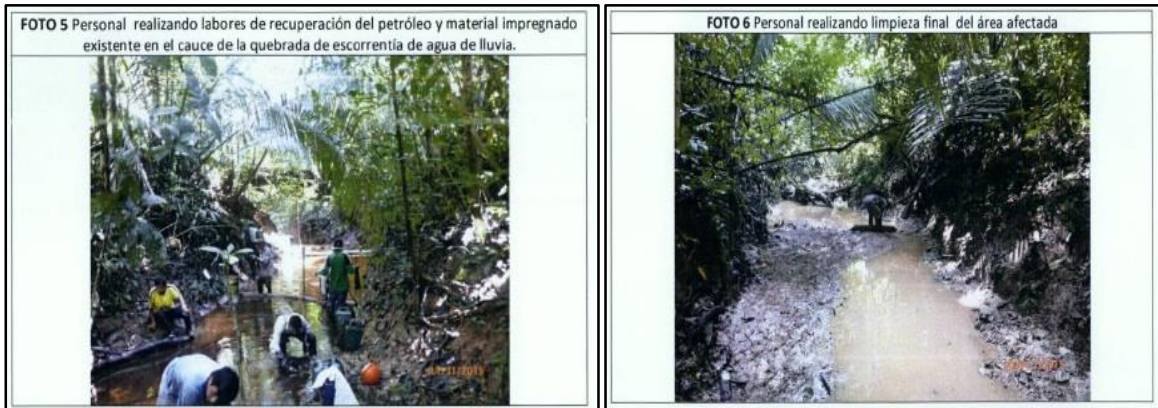 FOTO 5 Personal realizando labores de recuperación del petróleo y material impregnado
existente en el cauce de la quebrada de escorrentía de agua de lluvia.
FOTO 6 Personal realizando limpieza final del área afectada